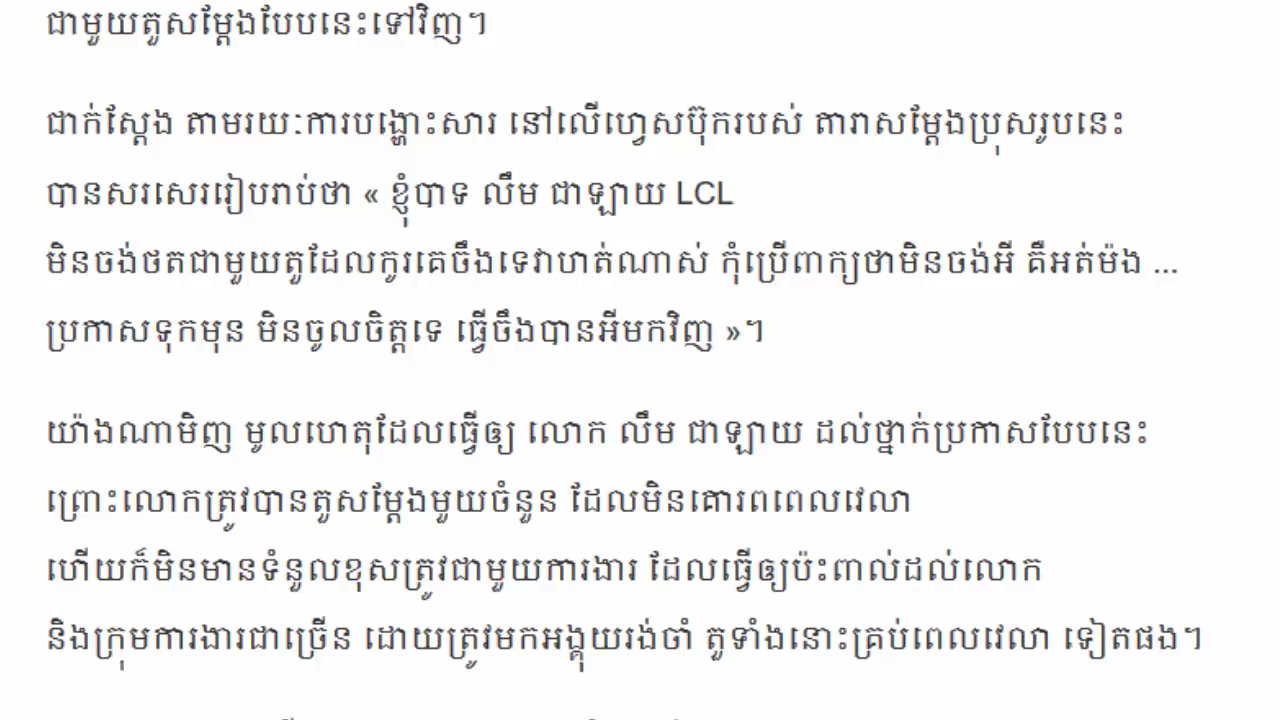 ជាមួយតួសម្ដែងបែបនេះទៅវិញ។
ជាក់ស្ដែង តាមរយៈការបង្ហោះសារ នៅលើហ្វេសប៊ុករបស់ តារាសម្ដែងប្រុសរូបនេះ
បានសរសេររៀបរាប់ថា « ខ្ញុំបាទ លឹម ជាឡាយ LCL
មិនចង់ថតជាមួយតួដែលកូរគេចឹងទេវាហត់ណាស់ កុំប្រើពាក្យថាមិនចង់អី គឺអត់ម៉ង ...
ប្រកាសទុកមុន មិនចូលចិត្តទេ ធ្វើចឹងបានអីមកវិញ »។
យ៉ាងណាមិញ មូលហេតុដែលធ្វើឲ្យ លោក លឹម ជាឡាយ ដល់ថ្នាក់ប្រកាសបែបនេះ
ព្រោះលោកត្រូវបានតួសម្ដែងមួយចំនួន ដែលមិនគោរពពេលវេលា
ហើយក៏មិនមានទំនួលខុសត្រូវជាមួយការងារ ដែលធ្វើឲ្យប៉ះពាល់ដល់លោក
និងក្រុមការងារជាច្រើន ដោយត្រូវមកអង្គុយរង់ចាំ តួទាំងនោះគ្រប់ពេលវេលា ទៀតផង។